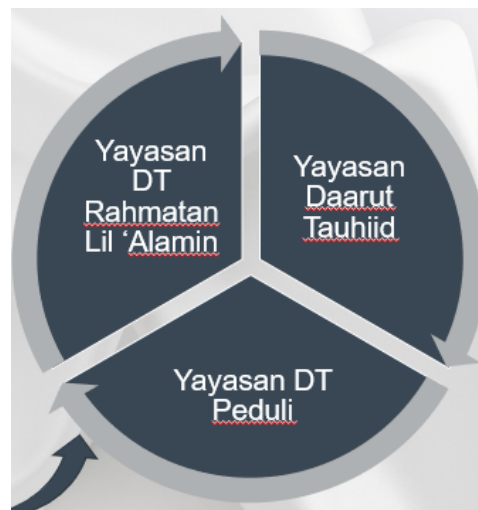 Yayasan
DT
Rahmatan
Lil ‘Alamin
Yayasan
Daarut
Tauhiid
Yayasan DT
Peduli